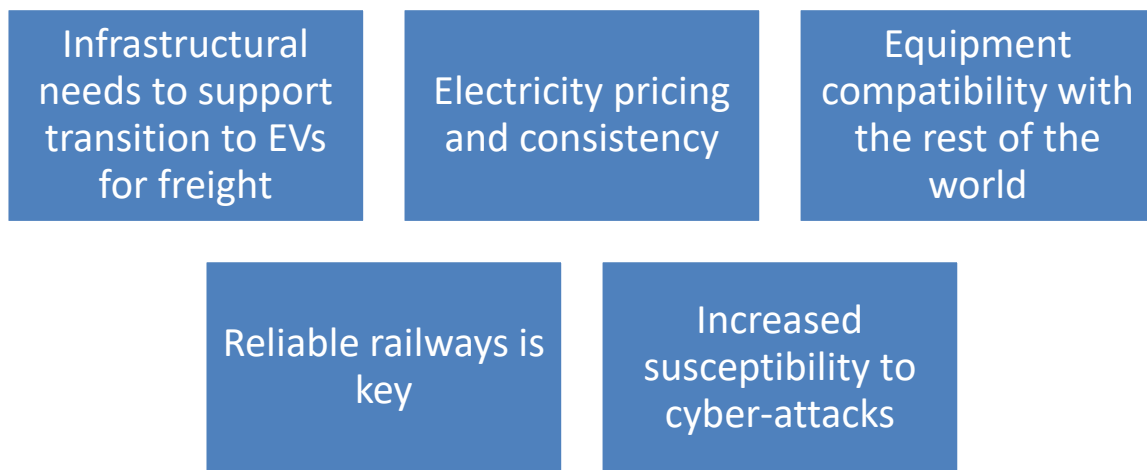 Infrastructural
needs to support
transition to EVs
for freight
Electricity pricing
and consistency
Equipment
compatibility with
the rest of the
world
Reliable railways is
key
Increased
susceptibility to
cyber-attacks